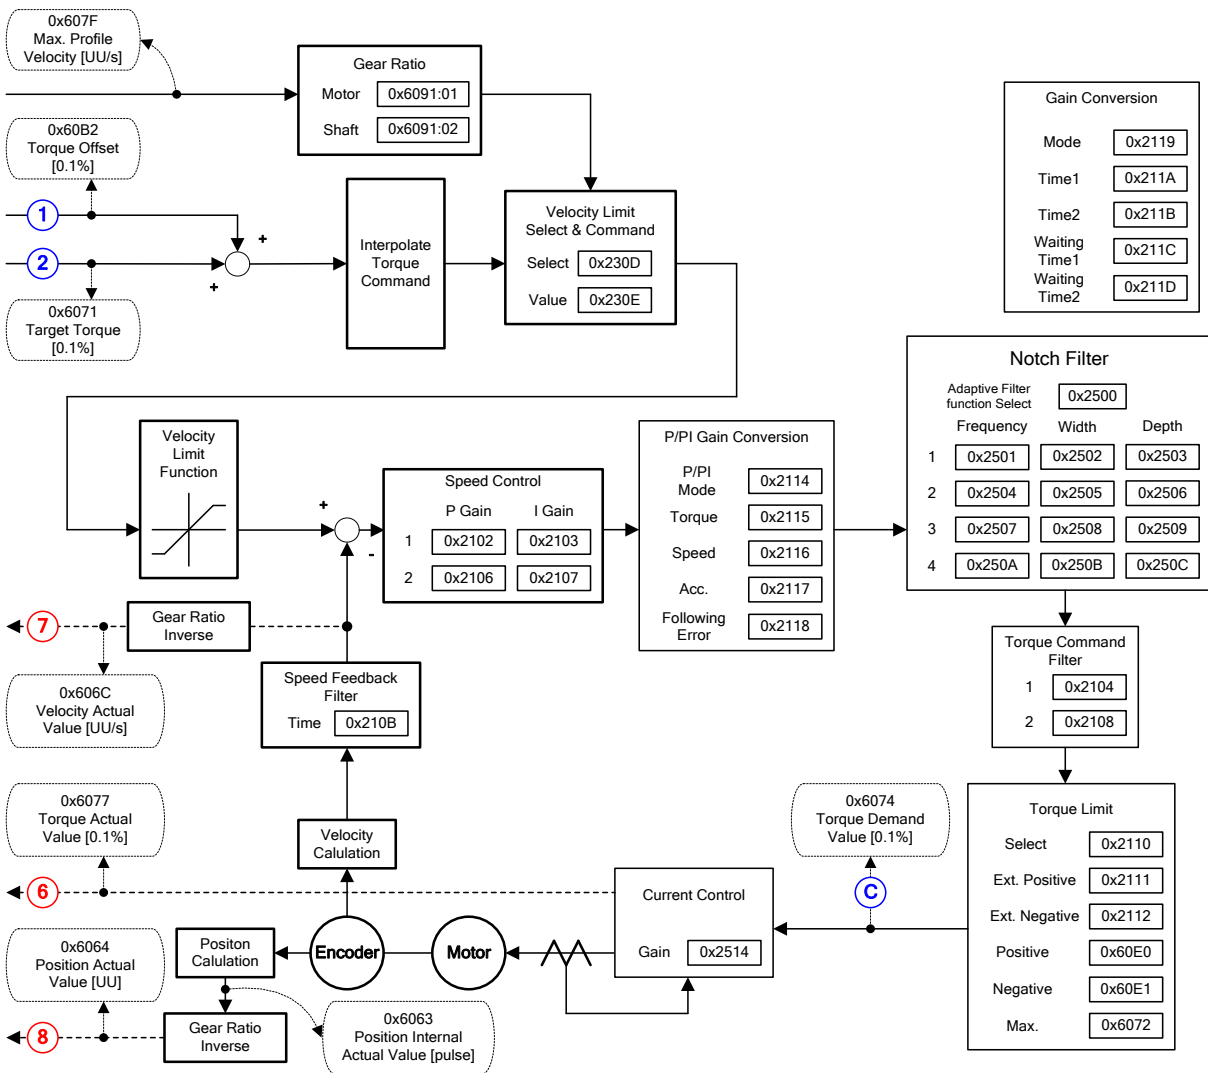 0x607F
Max. Profile
Velocity [UU/s]
Gear Ratio
Motor 0x6091:01
Shaft 0x6091:02
Gain Conversion
Mode 0x2119
Time1 0x211A
Time2 0x211B
Waiting
Time1 0x211C
Waiting
Time2 0x211D
0x60B2
Torque Offset
[0.1%]
1
2
+
+
0x6071
Target Torque
[0.1%]
Interpolate
Torque
Command
Velocity Limit
Select & Command
Select 0x230D
Value 0x230E
Notch Filter
Adaptive Filter
function Select 0x2500
Frequency Width Depth
1 0x2501 0x2502 0x2503
2 0x2504 0x2505 0x2506
3 0x2507 0x2508 0x2509
4 0x250A 0x250B 0x250C
Velocity
Limit
Function
+
-
Speed Control
P Gain I Gain
1 0x2102 0x2103
2 0x2106 0x2107
P/PI Gain Conversion
P/PI
Mode 0x2114
Torque 0x2115
Speed 0x2116
Acc. 0x2117
Following
Error 0x2118
7
Gear Ratio
Inverse
0x606C
Velocity Actual
Value [UU/s]
Speed Feedback
Filter
Time 0x210B
Torque Command
Filter
1 0x2104
2 0x2108
0x6077
Torque Actual
Value [0.1%]
Velocity
Calulation
0x6074
Torque Demand
Value [0.1%]
Torque Limit
Select 0x2110
Ext. Positive 0x2111
Ext. Negative 0x2112
Positive 0x60E0
Negative 0x60E1
Max. 0x6072
6
C
Current Control
Gain 0x2514
0x6064
Position Actual
Value [UU]
Positon
Calulation
Encoder
Motor
8
Gear Ratio
Inverse
0x6063
Position Internal
Actual Value [pulse]